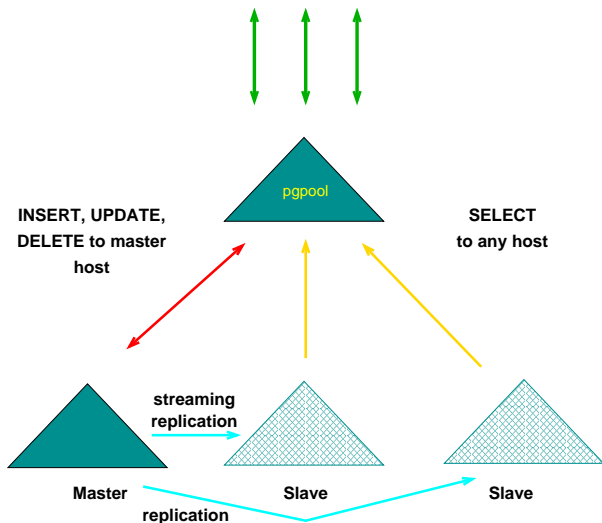 pgpool
INSERT, UPDATE,
DELETE to master
host
SELECT
to any host
streaming
replication
Master
Slave
Slave
replication